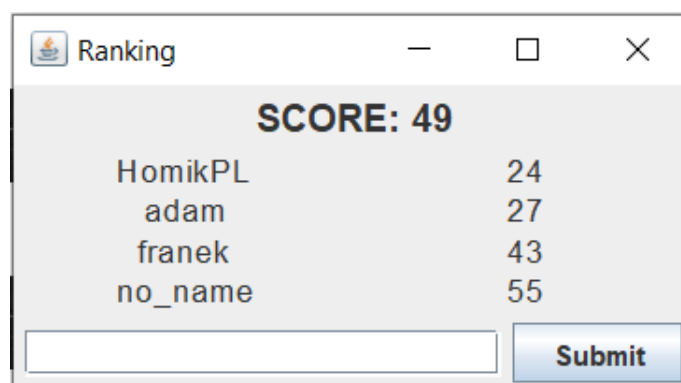 Ranking
SCORE: 49
HomikPL 24
adam 27
franek 43
no_name 55
Submit